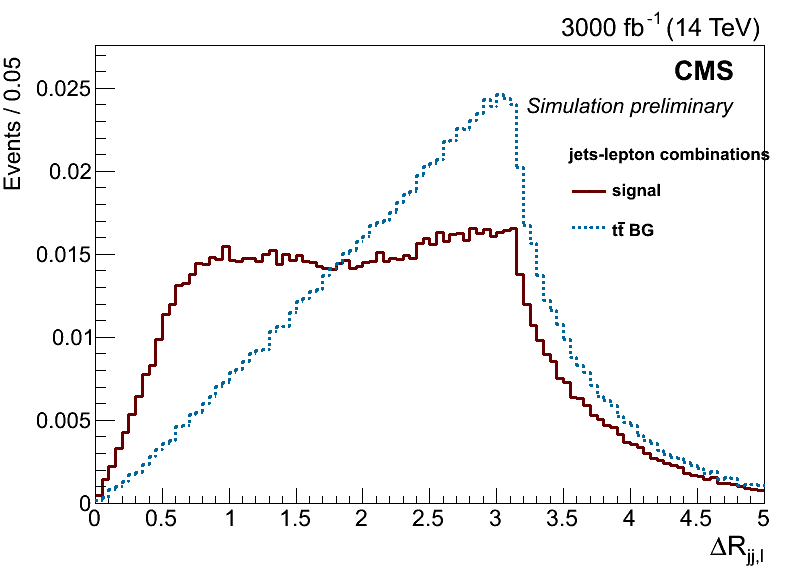 3000 fb⁻¹ (14 TeV)
CMS
Simulation preliminary
jets-lepton combinations
signal
tt̄ BG
Events / 0.05
0.025
0.02
0.015
0.01
0.005
0
0 0.5 1 1.5 2 2.5 3 3.5 4 4.5 5
ΔR_jj,l